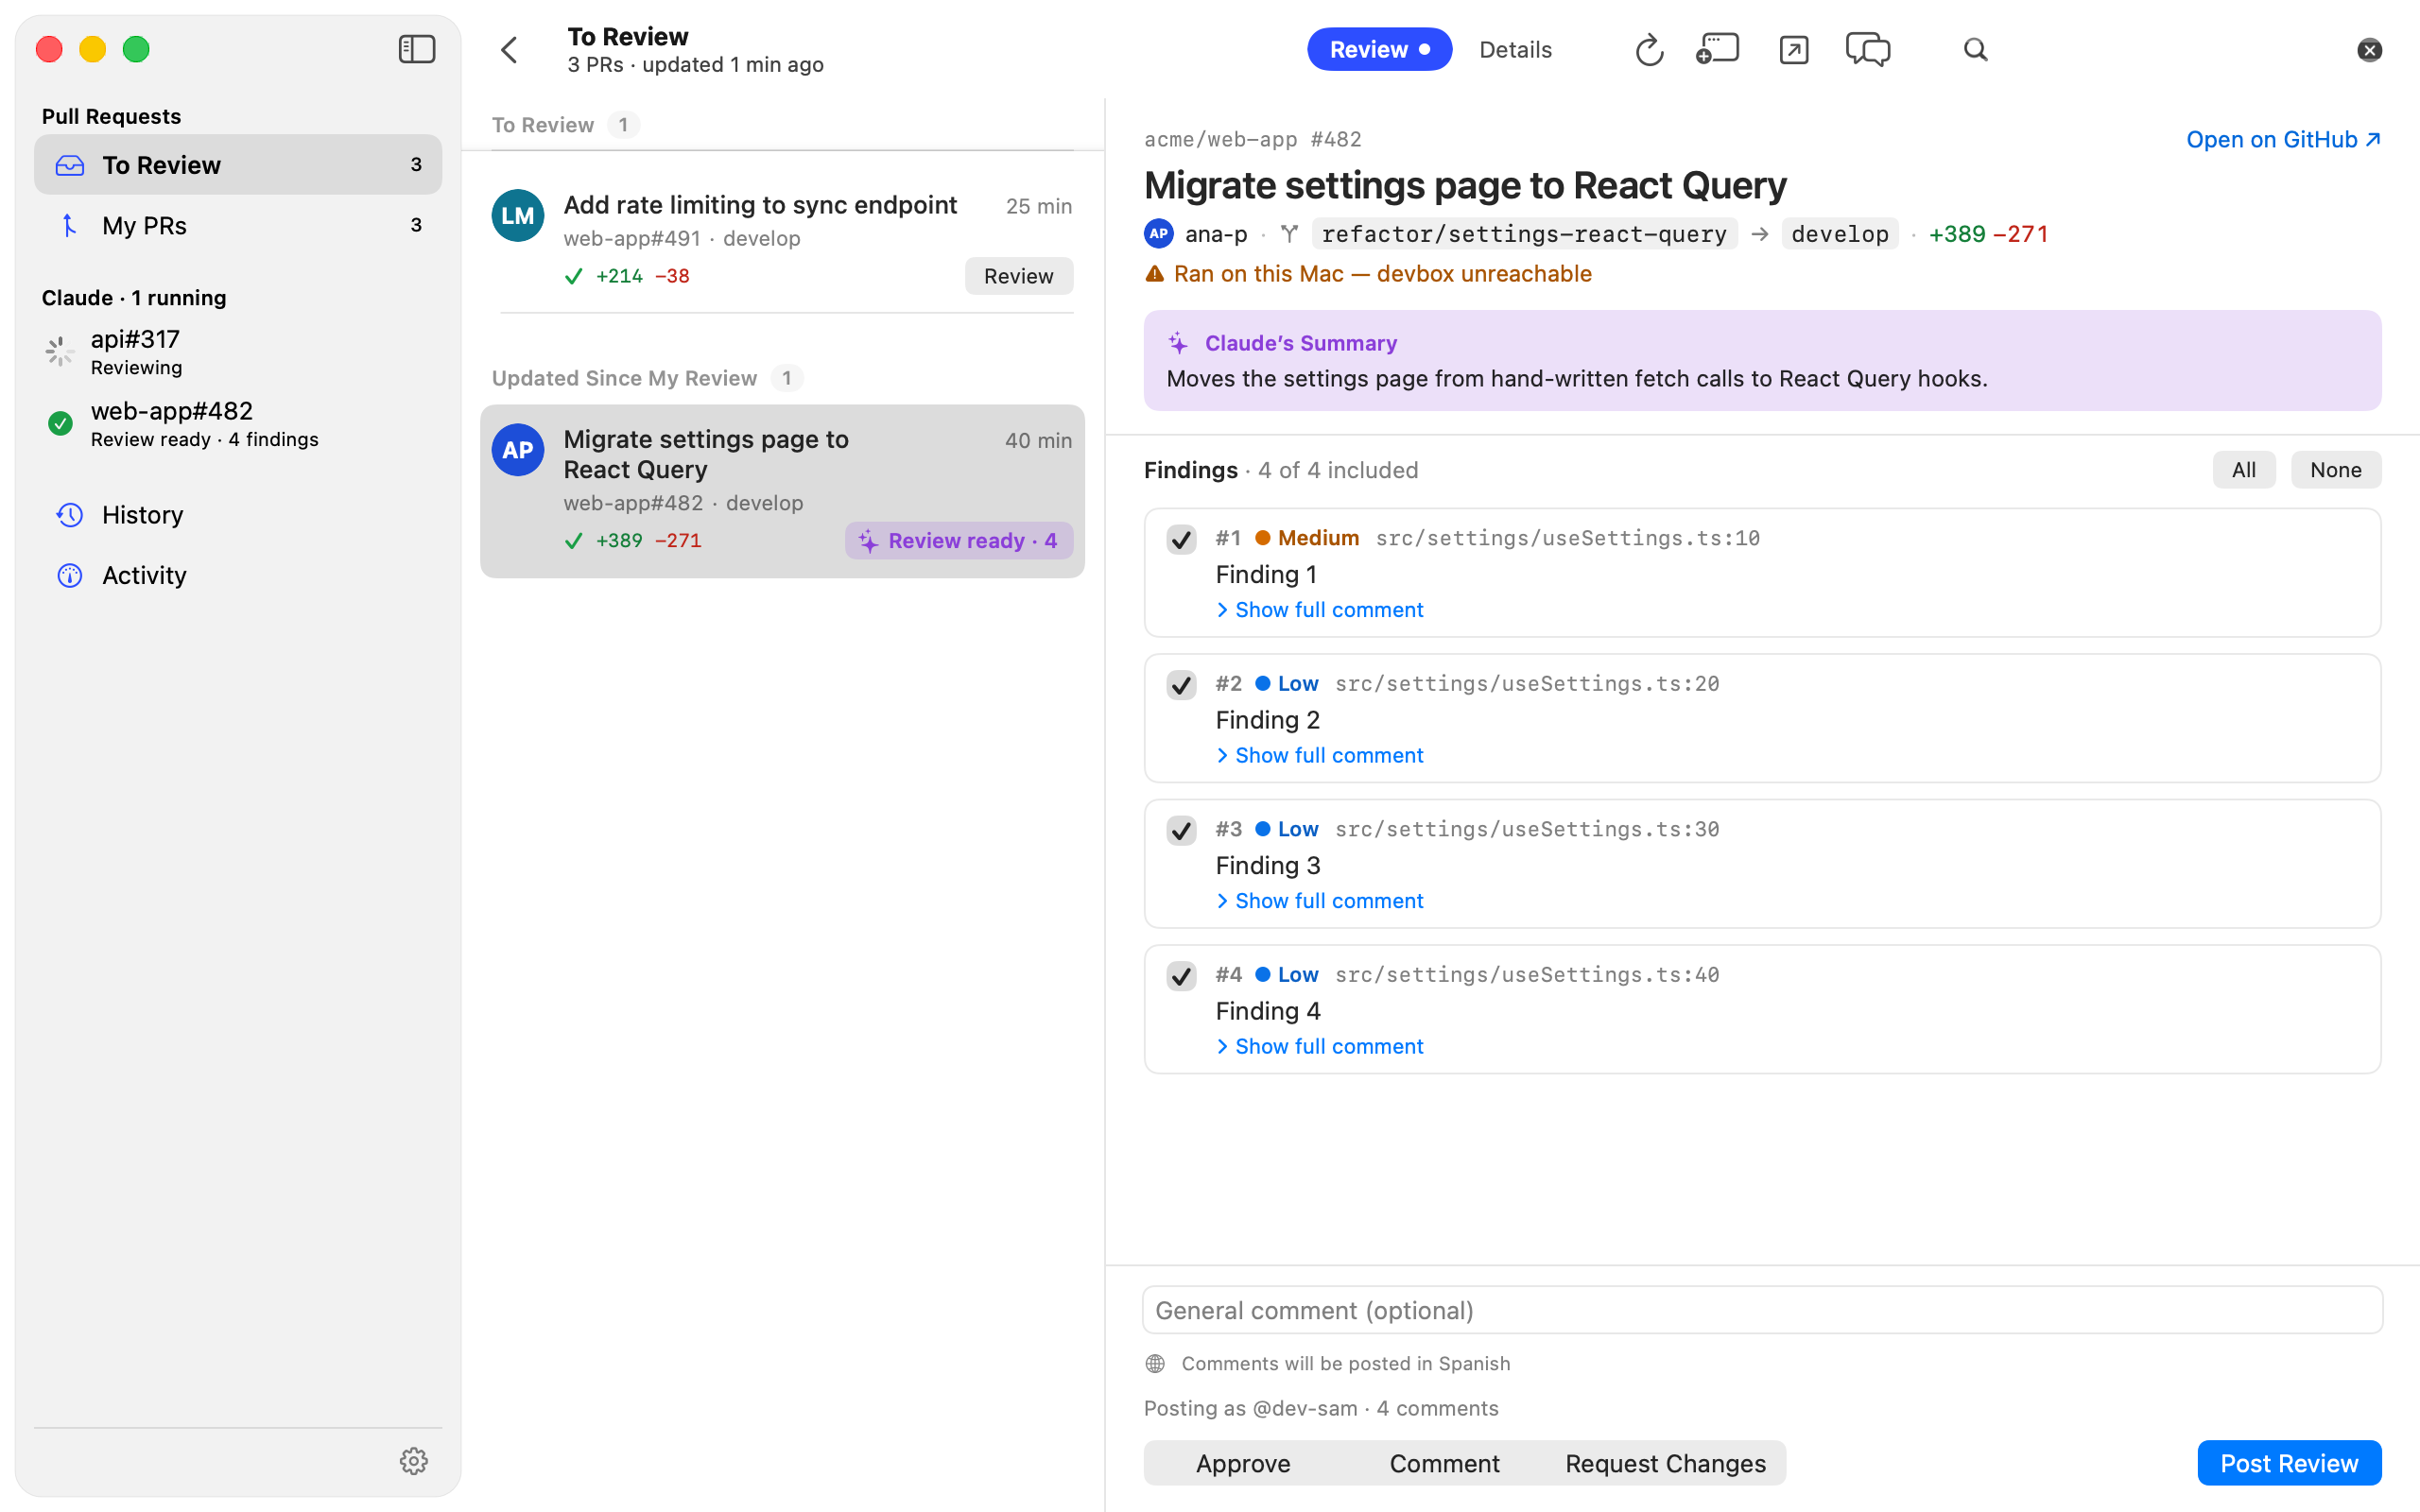 To Review
3 PRs · updated 1 min ago
Review
Details
Pull Requests
To Review 3
My PRs 3
Claude · 1 running
api#317
Reviewing
web-app#482
Review ready · 4 findings
History
Activity
To Review 1
LM
Add rate limiting to sync endpoint 25 min
web-app#491 · develop
+214 −38
Review
Updated Since My Review 1
AP
Migrate settings page to React Query 40 min
web-app#482 · develop
+389 −271
Review ready · 4
acme/web-app #482
Open on GitHub
Migrate settings page to React Query
AP ana-p · refactor/settings-react-query → develop · +389 −271
Ran on this Mac — devbox unreachable
Claude’s Summary
Moves the settings page from hand-written fetch calls to React Query hooks.
Findings · 4 of 4 included
All
None
#1 Medium src/settings/useSettings.ts:10
Finding 1
Show full comment
#2 Low src/settings/useSettings.ts:20
Finding 2
Show full comment
#3 Low src/settings/useSettings.ts:30
Finding 3
Show full comment
#4 Low src/settings/useSettings.ts:40
Finding 4
Show full comment
General comment (optional)
Comments will be posted in Spanish
Posting as @dev-sam · 4 comments
Approve
Comment
Request Changes
Post Review